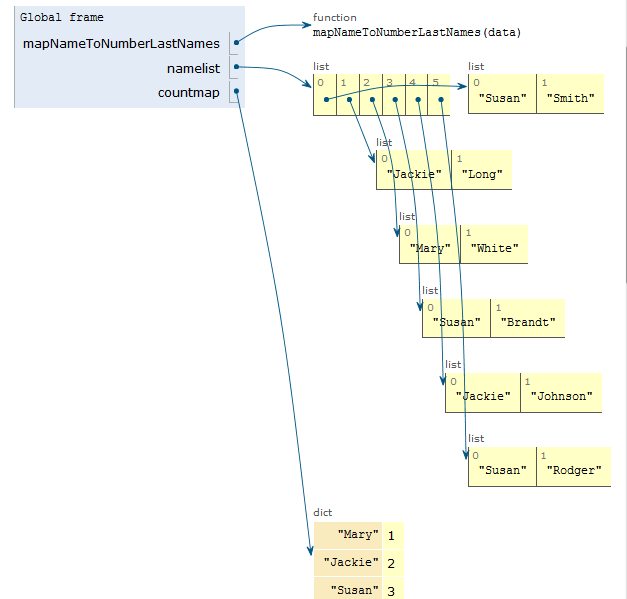 Global frame
mapNameToNumberLastNames
namelist
countmap
function
mapNameToNumberLastNames(data)
list
0 1 2 3 4 5
list
0 1
"Susan" "Smith"
list
0 1
"Jackie" "Long"
list
0 1
"Mary" "White"
list
0 1
"Susan" "Brandt"
list
0 1
"Jackie" "Johnson"
list
0 1
"Susan" "Rodger"
dict
"Mary" 1
"Jackie" 2
"Susan" 3